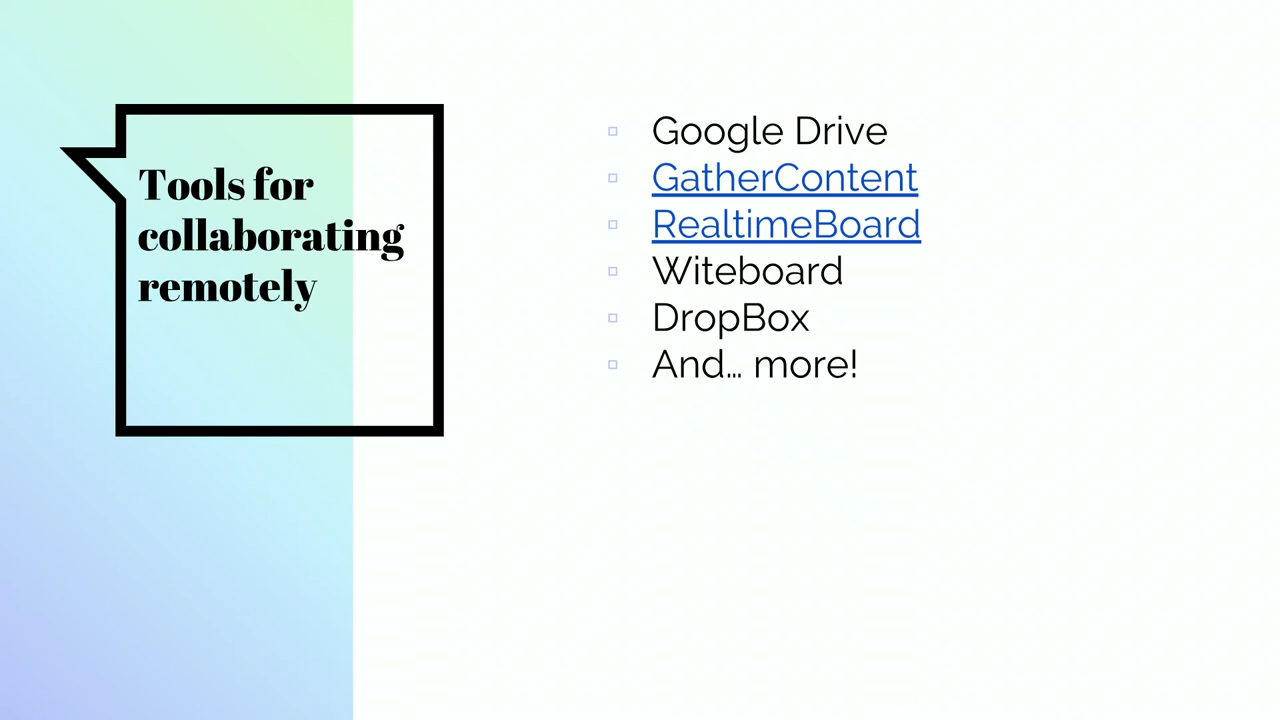 Tools for
collaborating
remotely
Google Drive
GatherContent
RealtimeBoard
Witeboard
DropBox
And… more!